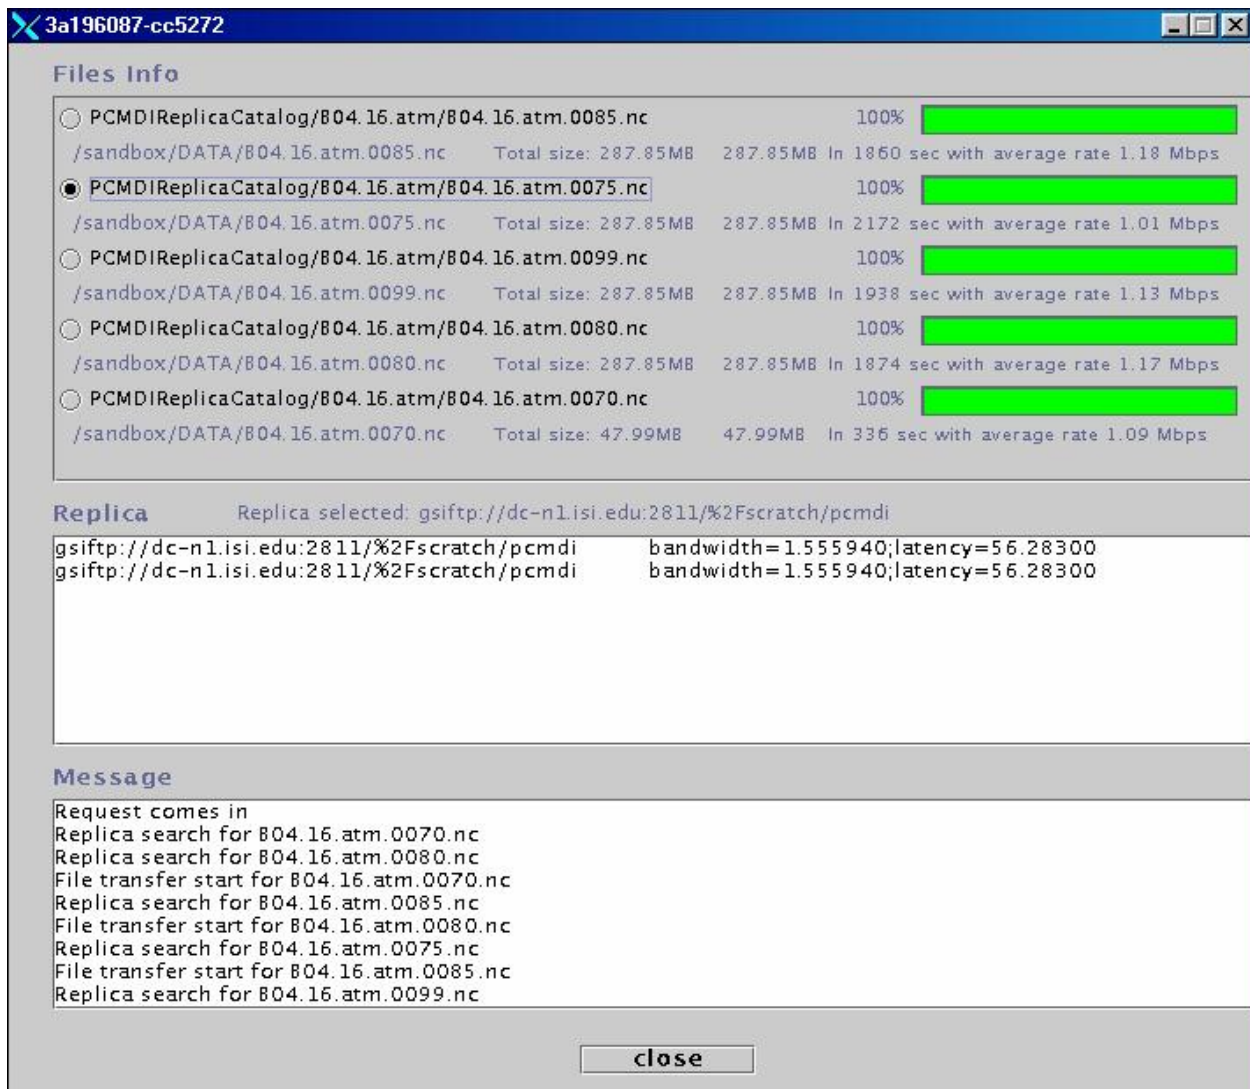 3a196087-cc5272
Files Info
PCMDIReplicaCatalog/B04.16.atm/B04.16.atm.0085.nc 100%
/sandbox/DATA/B04.16.atm.0085.nc Total size: 287.85MB 287.85MB In 1860 sec with average rate 1.18 Mbps
PCMDIReplicaCatalog/B04.16.atm/B04.16.atm.0075.nc 100%
/sandbox/DATA/B04.16.atm.0075.nc Total size: 287.85MB 287.85MB In 2172 sec with average rate 1.01 Mbps
PCMDIReplicaCatalog/B04.16.atm/B04.16.atm.0099.nc 100%
/sandbox/DATA/B04.16.atm.0099.nc Total size: 287.85MB 287.85MB In 1938 sec with average rate 1.13 Mbps
PCMDIReplicaCatalog/B04.16.atm/B04.16.atm.0080.nc 100%
/sandbox/DATA/B04.16.atm.0080.nc Total size: 287.85MB 287.85MB In 1874 sec with average rate 1.17 Mbps
PCMDIReplicaCatalog/B04.16.atm/B04.16.atm.0070.nc 100%
/sandbox/DATA/B04.16.atm.0070.nc Total size: 47.99MB 47.99MB In 336 sec with average rate 1.09 Mbps
Replica Replica selected: gsiftp://dc-n1.isi.edu:2811/%2Fscratch/pcmdi
gsiftp://dc-n1.isi.edu:2811/%2Fscratch/pcmdi bandwidth=1.555940;latency=56.28300
gsiftp://dc-n1.isi.edu:2811/%2Fscratch/pcmdi bandwidth=1.555940;latency=56.28300
Message
Request comes in
Replica search for B04.16.atm.0070.nc
Replica search for B04.16.atm.0080.nc
File transfer start for B04.16.atm.0070.nc
Replica search for B04.16.atm.0085.nc
File transfer start for B04.16.atm.0080.nc
Replica search for B04.16.atm.0075.nc
File transfer start for B04.16.atm.0085.nc
Replica search for B04.16.atm.0099.nc
close